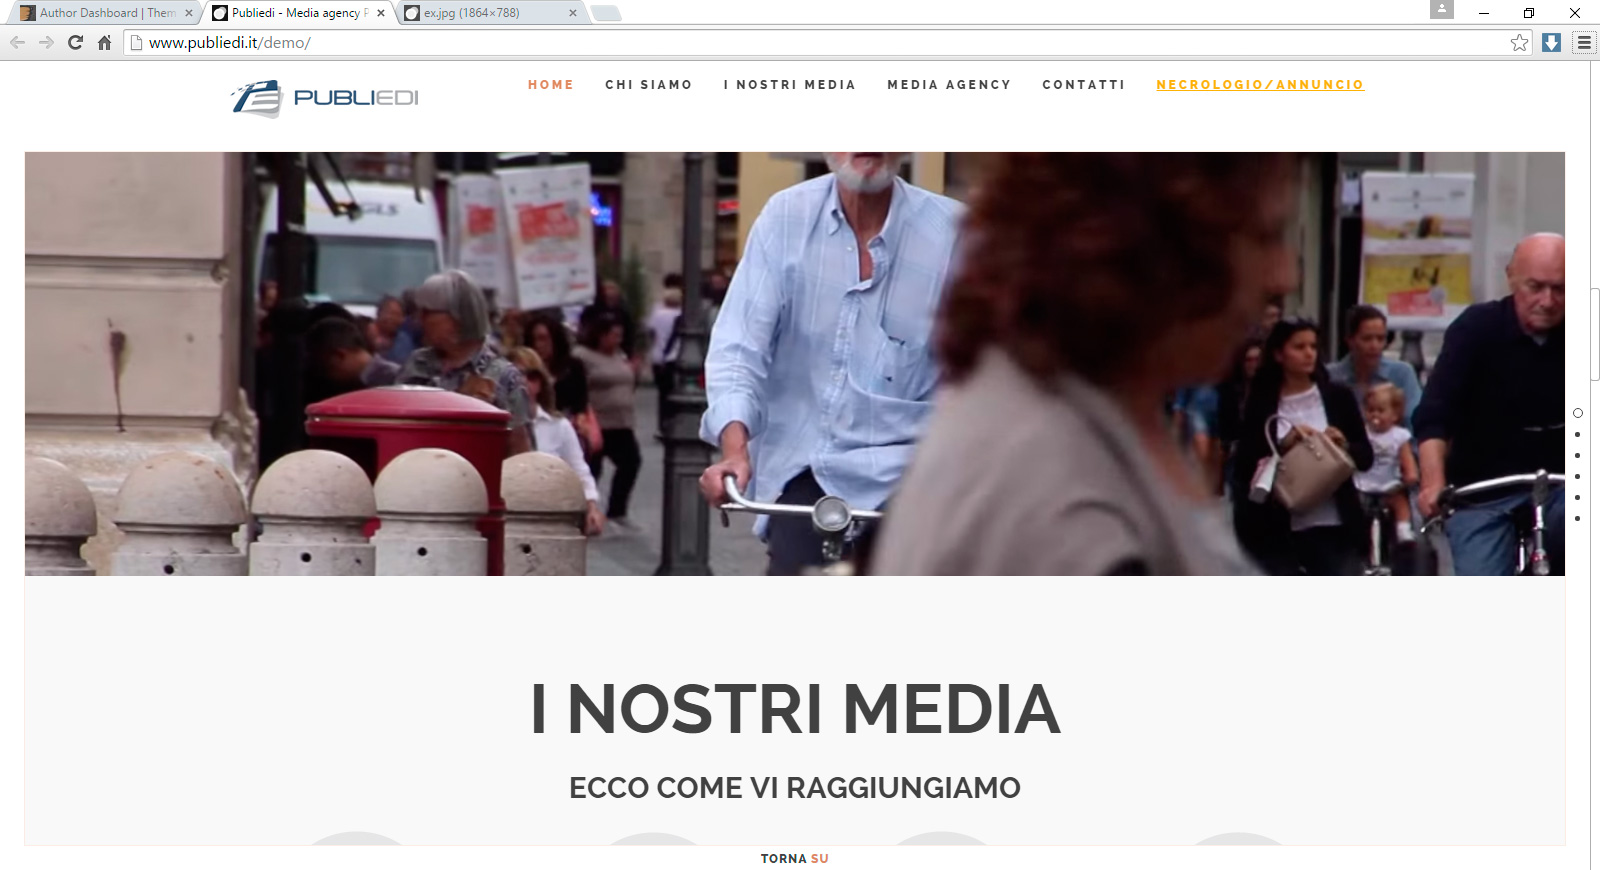 Author Dashboard | Them
Publiedi - Media agency P
ex.jpg (1864×788)
www.publiedi.it/demo/
PUBLIEDI
HOME
CHI SIAMO
I NOSTRI MEDIA
MEDIA AGENCY
CONTATTI
NECROLOGIO/ANNUNCIO
GLS
I NOSTRI MEDIA
ECCO COME VI RAGGIUNGIAMO
TORNA SU